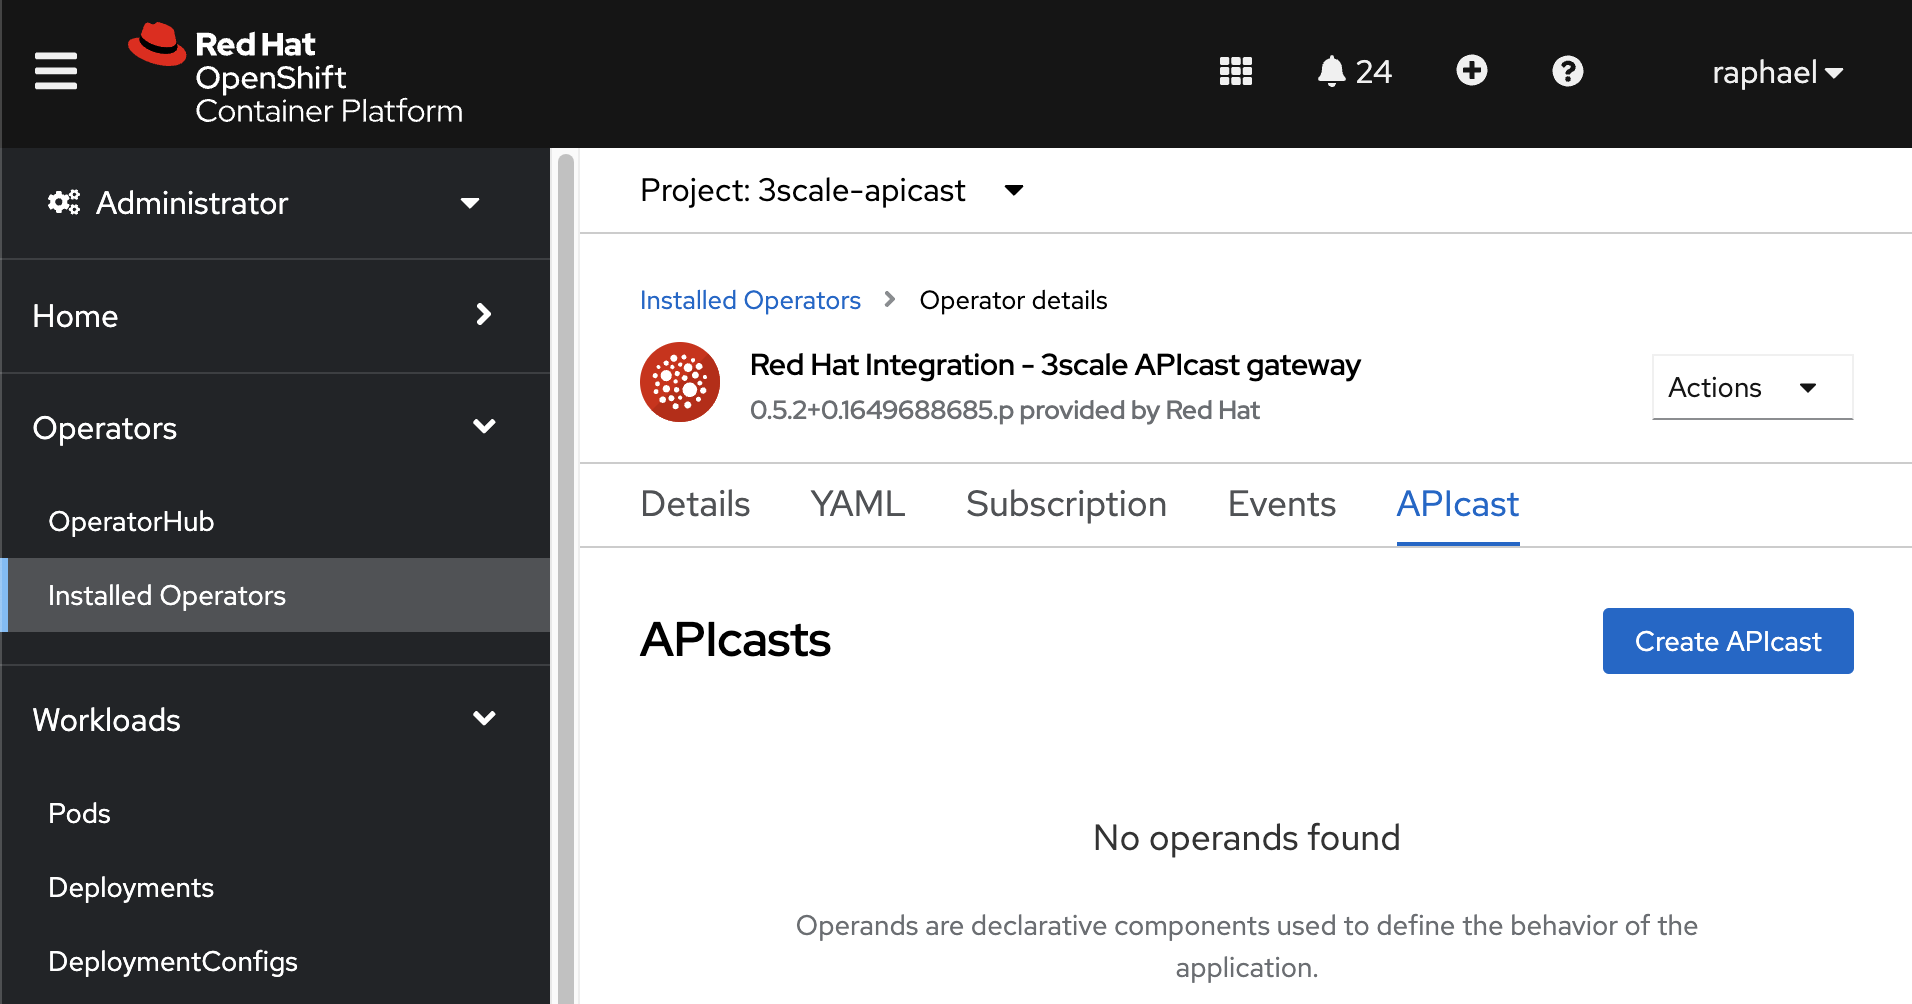 Red Hat
OpenShift
Container Platform
24
raphael
Administrator
Home
Operators
OperatorHub
Installed Operators
Workloads
Pods
Deployments
DeploymentConfigs
Project: 3scale-apicast
Installed Operators > Operator details
Red Hat Integration - 3scale APIcast gateway
0.5.2+0.1649688685.p provided by Red Hat
Actions
Details YAML Subscription Events APIcast
APIcasts
Create APIcast
No operands found
Operands are declarative components used to define the behavior of the
application.